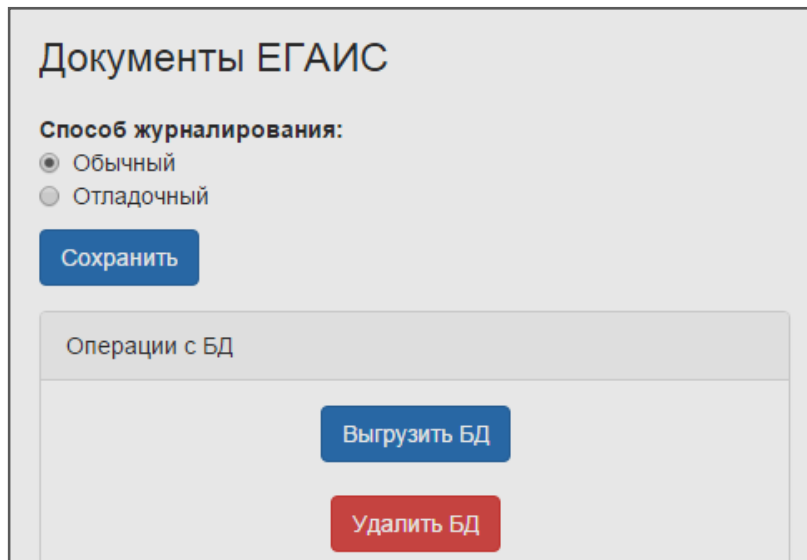 Документы ЕГАИС
Способ журналирования:
Обычный
Отладочный
Сохранить
Операции с БД
Выгрузить БД
Удалить БД